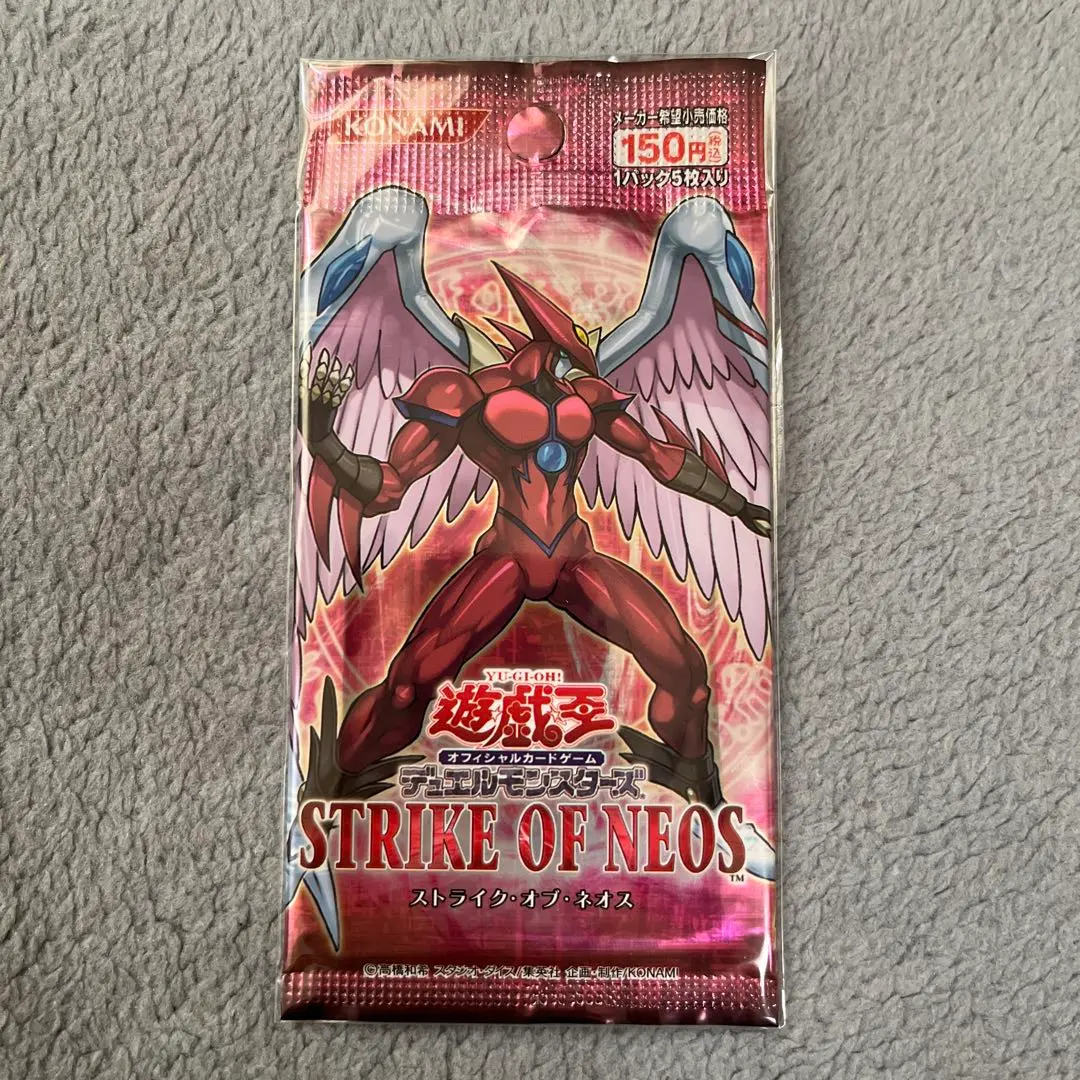 KONAMI
メーカー希望小売価格
150円税込
1パック5枚入り
YU-GI-OH!
遊戯王
オフィシャルカードゲーム
デュエルモンスターズ
STRIKE OF NEOS™
ストライク・オブ・ネオス
©高橋和希 スタジオ・ダイス/集英社 企画・制作/KONAMI